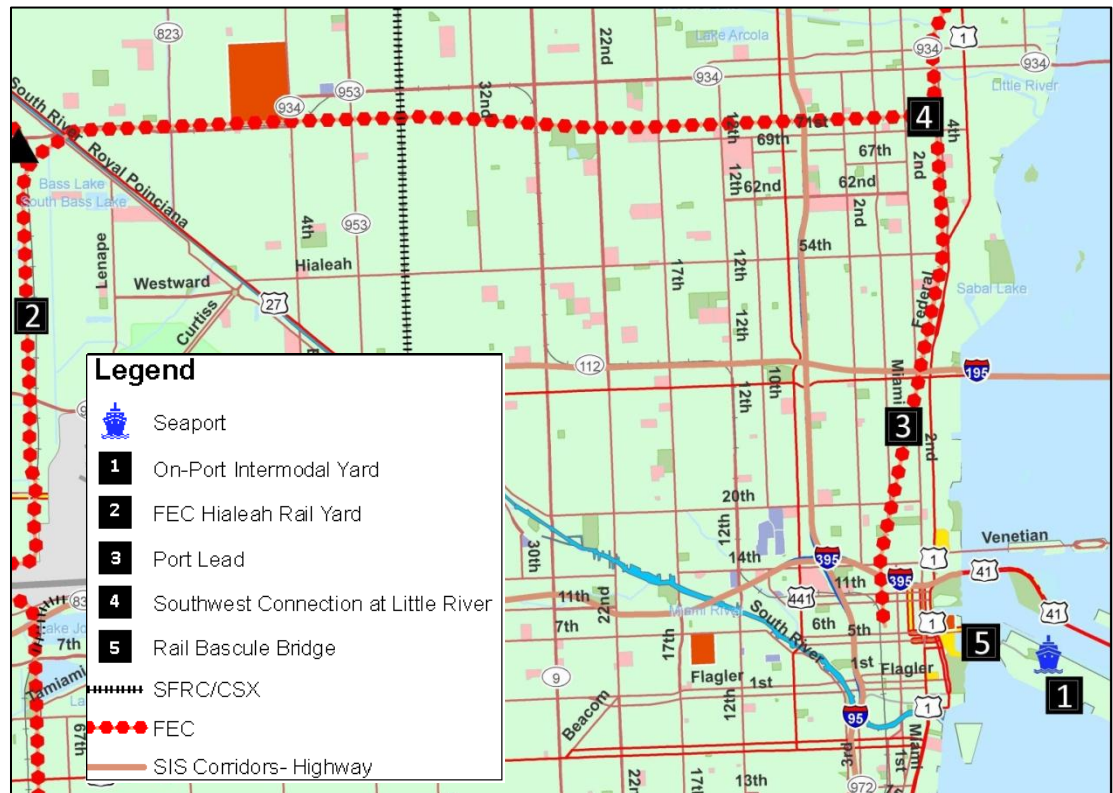 823
22nd
Lake Arcola
934
1
934
934
Little River
South River
953
934
32nd
12th
71st
4
4th
69th
67th
2nd
Royal Poinciana
Bass Lake
South Bass Lake
12th
62nd
62nd
2nd
4th
953
54th
Lenape
Hialeah
17th
12th
Westward
27
Sabal Lake
Curtiss
2
12th
Federal
112
195
10th
12th
Miami
3
2nd
20th
12th
30th
14th
395
Venetian
1
41
22nd
11th
11th
395
Miami River
South River
441
41
7th
6th
5th
1
5
17th
1st
Flagler
9
Flagler
1st
12th
1
1
Beacom
95
Miami
3rd
1st
22nd
17th
13th
972
7th
Tamiami
67th
Legend
Seaport
1 On-Port Intermodal Yard
2 FEC Hialeah Rail Yard
3 Port Lead
4 Southwest Connection at Little River
5 Rail Bascule Bridge
SFRC/CSX
FEC
SIS Corridors- Highway